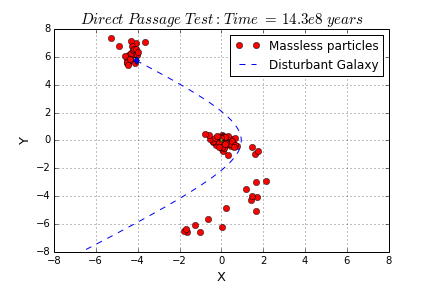 Direct Passage Test : Time = 14.3e8 years
Massless particles
Disturbant Galaxy
Y
8
6
4
2
0
−2
−4
−6
−8
−8 −6 −4 −2 0 2 4 6 8
X